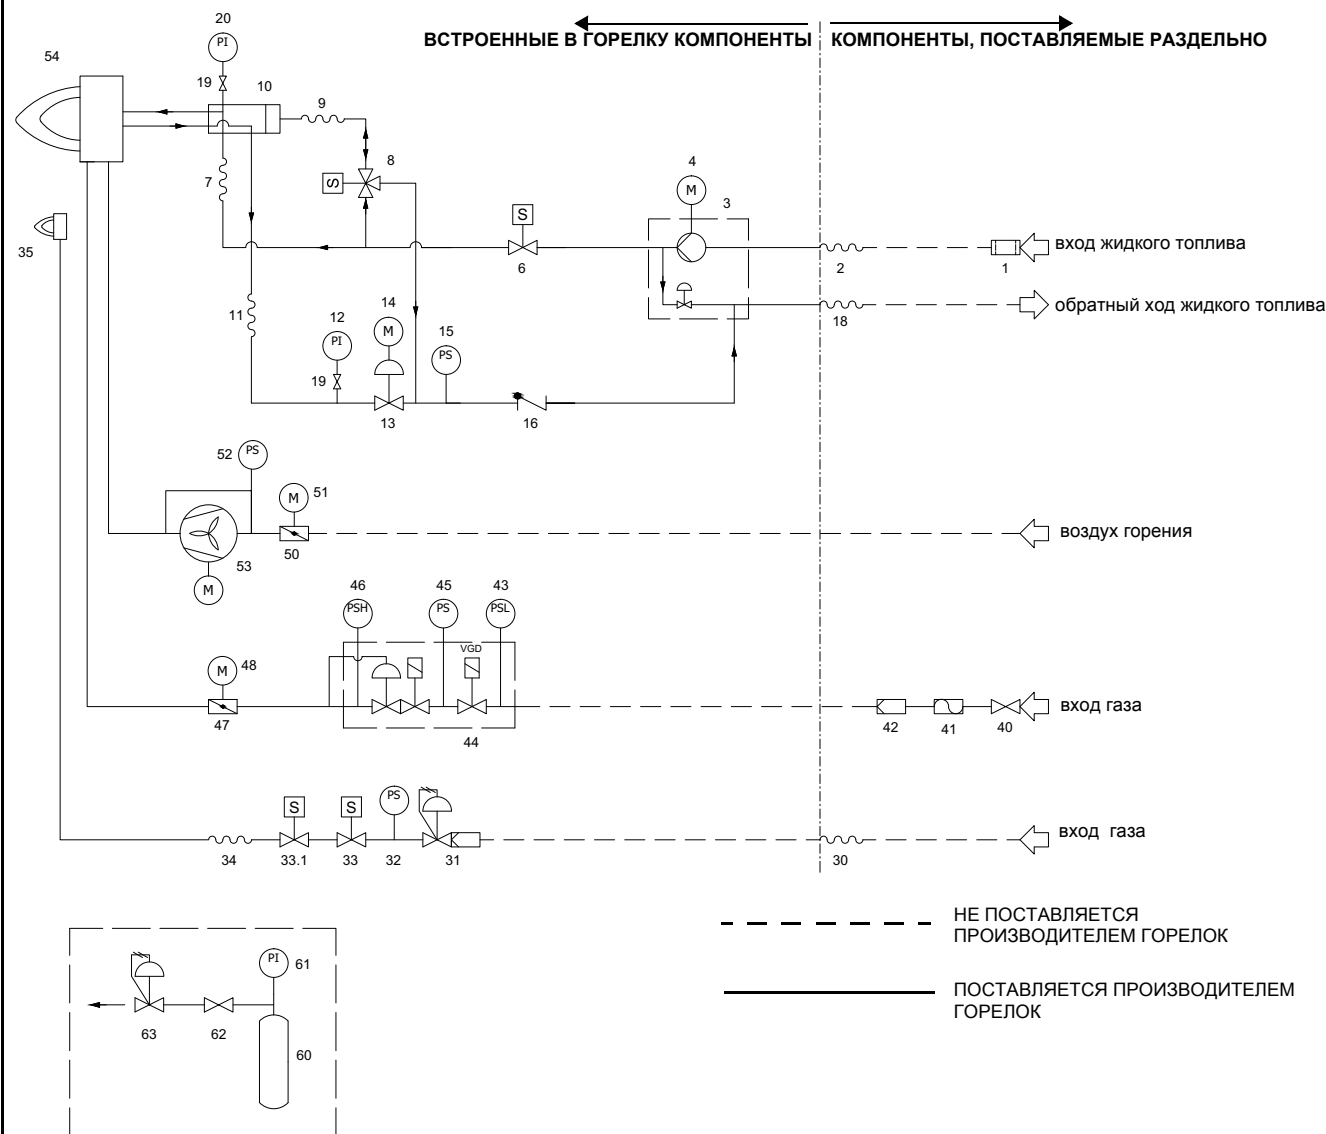 20
ВСТРОЕННЫЕ В ГОРЕЛКУ КОМПОНЕНТЫ
КОМПОНЕНТЫ, ПОСТАВЛЯЕМЫЕ РАЗДЕЛЬНО
PI
54
19
10
9
8
S
7
4
M
3
S
6
2
1
вход жидкого топлива
35
18
обратный ход жидкого топлива
11
12
PI
14
M
15
PS
19
13
16
52
PS
M
51
50
53
M
воздух горения
46
45
43
PSH
PS
PSL
VGD
M
48
47
44
42
41
40
вход газа
S
S
PS
34
33.1
33
32
31
30
вход газа
НЕ ПОСТАВЛЯЕТСЯ
ПРОИЗВОДИТЕЛЕМ ГОРЕЛОК
PI
61
ПОСТАВЛЯЕТСЯ ПРОИЗВОДИТЕЛЕМ
ГОРЕЛОК
63
62
60